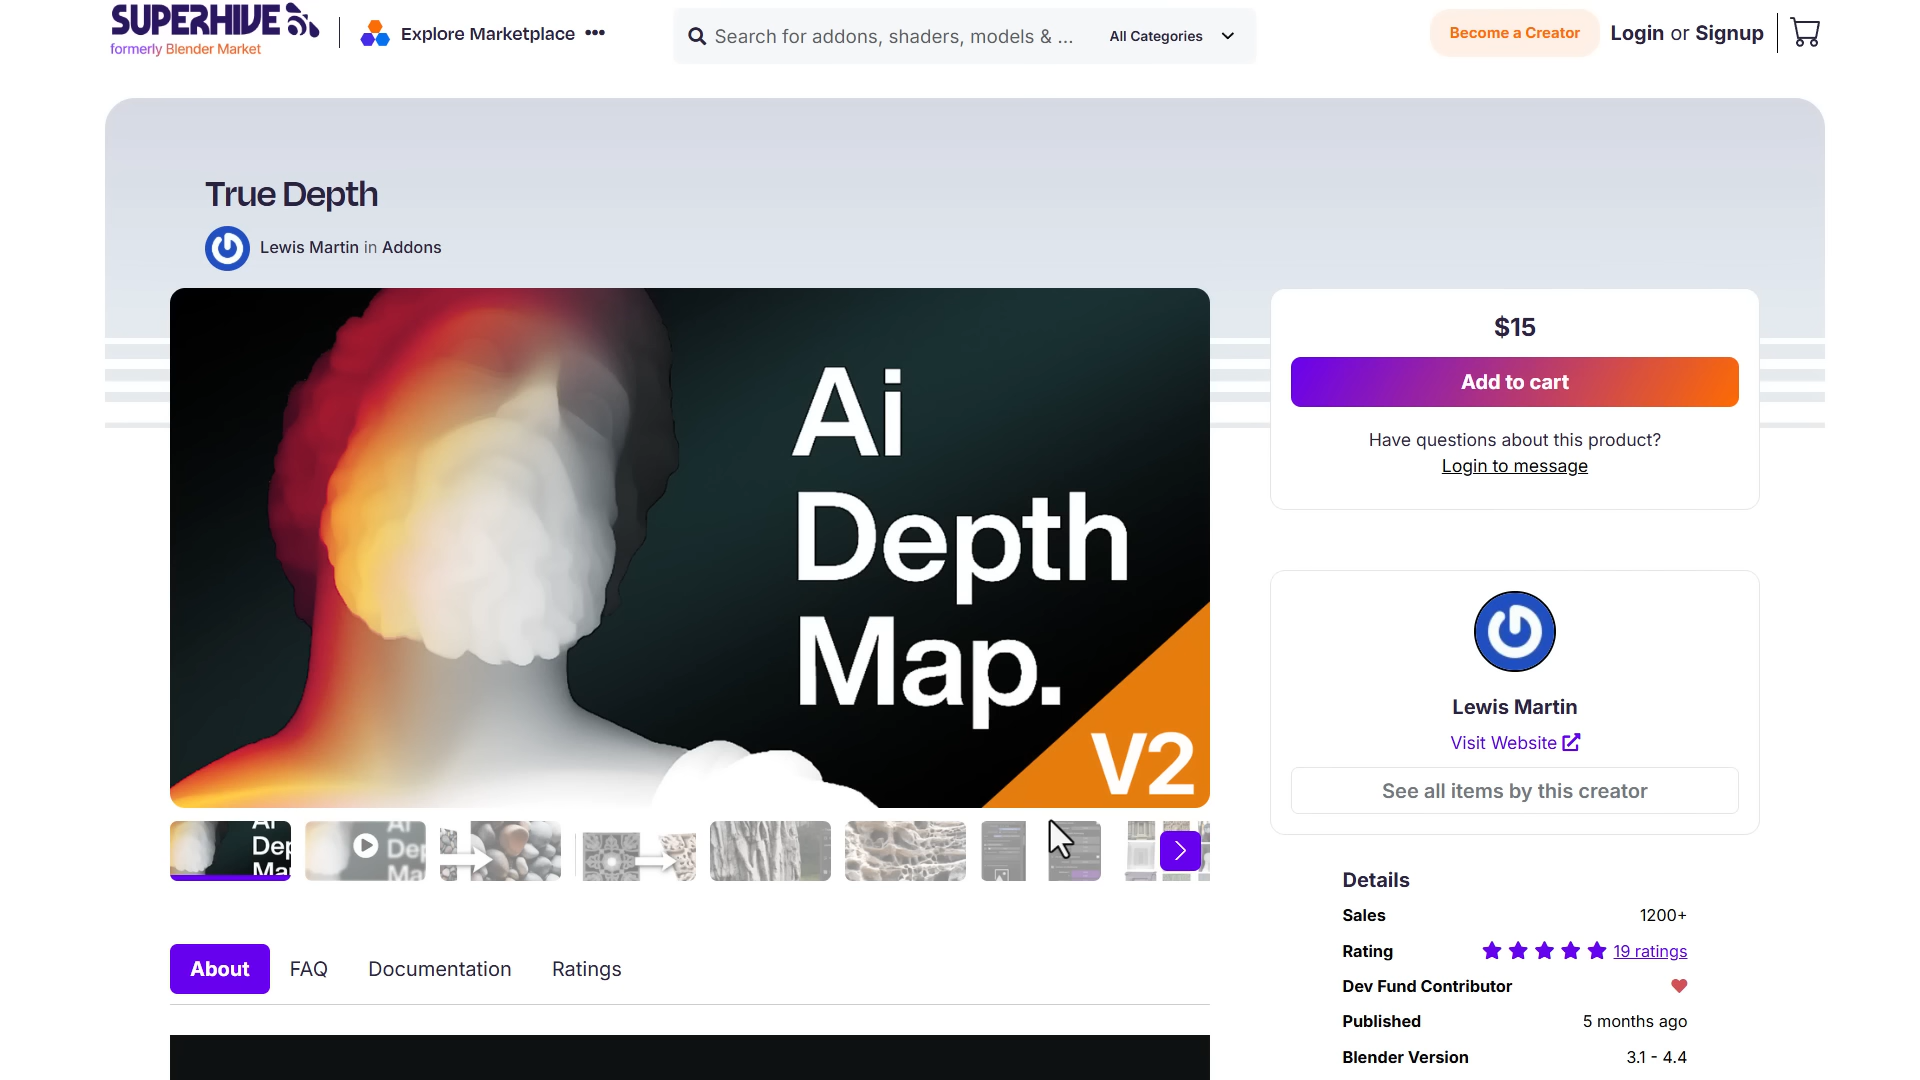 SUPERHIVE
formerly Blender Market
Explore Marketplace
Search for addons, shaders, models & ...
All Categories
Become a Creator
Login or Signup
True Depth
Lewis Martin in Addons
Ai
Depth
Map.
V2
$15
Add to cart
Have questions about this product?
Login to message
Lewis Martin
Visit Website
See all items by this creator
Details
Sales 1200+
Rating 19 ratings
Dev Fund Contributor
Published 5 months ago
Blender Version 3.1 - 4.4
About FAQ Documentation Ratings